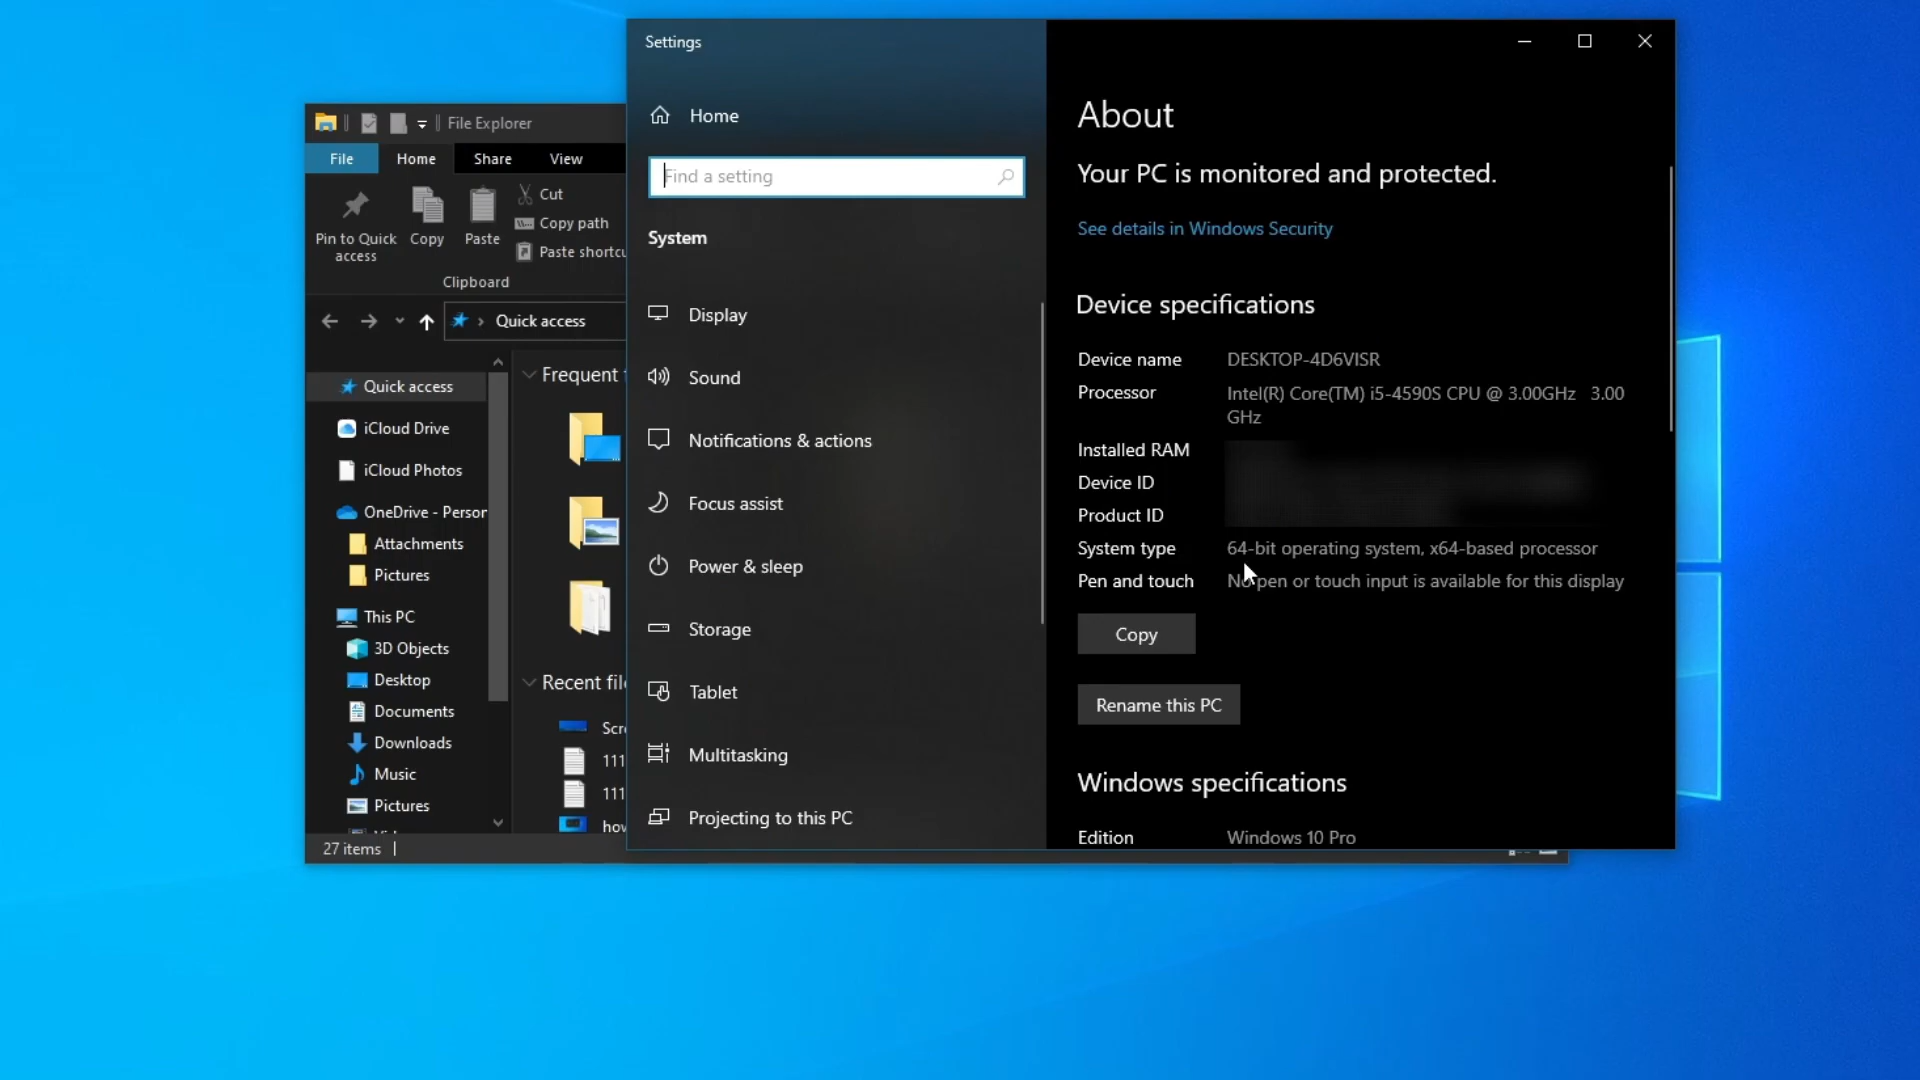 File Explorer
File
Home
Share
View
Pin to Quick
access
Copy
Paste
Cut
Copy path
Clipboard
Quick access
Frequent
Quick access
iCloud Drive
iCloud Photos
OneDrive -
Attachments
Pictures
This PC
3D Objects
Desktop
Documents
Downloads
Music
Pictures
Recent
27 items
Settings
Home
Find a setting
System
Display
Sound
Notifications & actions
Focus assist
Power & sleep
Storage
Tablet
Multitasking
Projecting to this PC
About
Your PC is monitored and protected.
See details in Windows Security
Device specifications
Device name DESKTOP-4D6VISR
Processor Intel(R) Core(TM) i5-4590S CPU @ 3.00GHz 3.00
GHz
Installed RAM
Device ID
Product ID
System type 64-bit operating system, x64-based processor
Pen and touch No pen or touch input is available for this display
Copy
Rename this PC
Windows specifications
Edition Windows 10 Pro